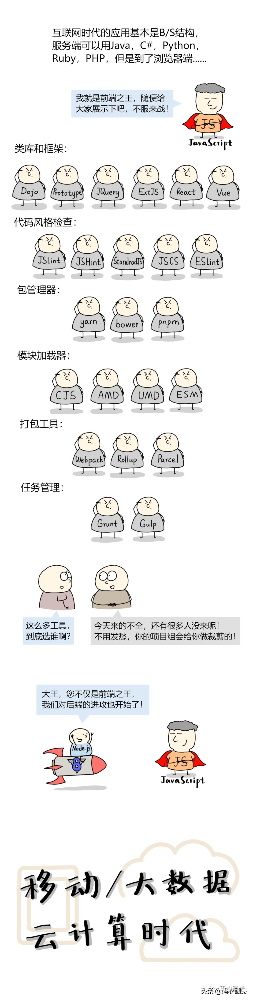 互联网时代的应用基本是B/S结构，
服务端可以用Java，C#，Python，
Ruby，PHP，但是到了浏览器端......
我就是前端之王，随便给
大家展示下吧，不服来战！
JS
JavaScript
类库和框架：
Dojo Prototype JQuery ExtJS React Vue
代码风格检查：
JSLint JSHint StandradJS JSCS ESLint
包管理器：
yarn bower pnpm
模块加载器：
CJS AMD UMD ESM
打包工具：
Webpack Rollup Parcel
任务管理：
Grunt Gulp
这么多工具，
到底选谁啊？
今天来的不全，还有很多人没来呢！
不用发愁，你的项目组会给你做裁剪的！
大王，您不仅是前端之王，
我们对后端的进攻也开始了！
Node.js
V8
JS
JavaScript
移动/大数据
云计算时代
码农翻身
头条 @码农翻身